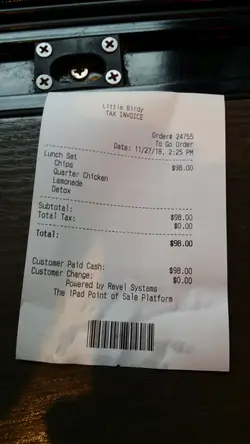 Little Birdy
TAX INVOICE
Order# 24755
To Go Order
Date: 11/27/18, 2:25 PM
Lunch Set $98.00
Chips
Quarter Chicken
Lemonade
Detox
Subtotal: $98.00
Total Tax: $0.00
Total: $98.00
Customer Paid Cash: $98.00
Customer Change: $0.00
Powered by Revel Systems
The iPad Point of Sale Platform